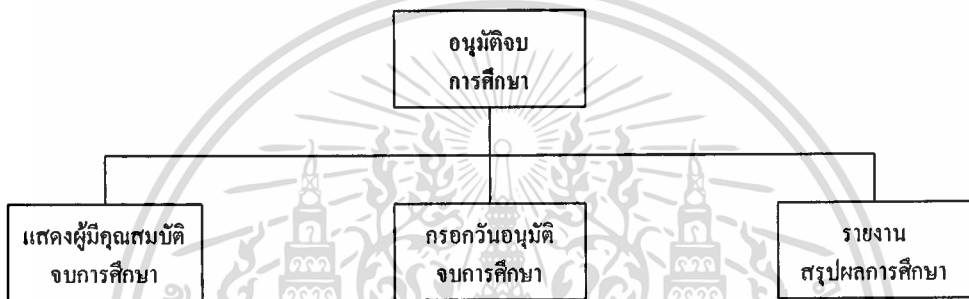 อนุมัติจบ
การศึกษา
แสดงผู้มีคุณสมบัติ
จบการศึกษา
กรอกวันอนุมัติ
จบการศึกษา
รายงาน
สรุปผลการศึกษา